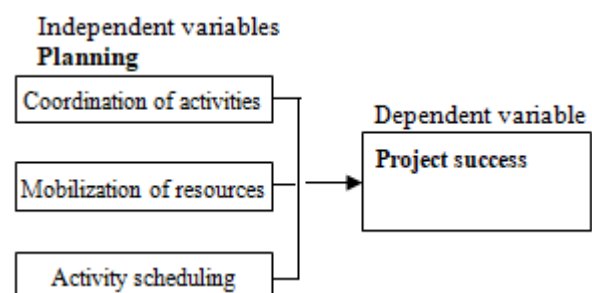 Independent variables
Planning
Coordination of activities
Mobilization of resources
Activity scheduling
Dependent variable
Project success